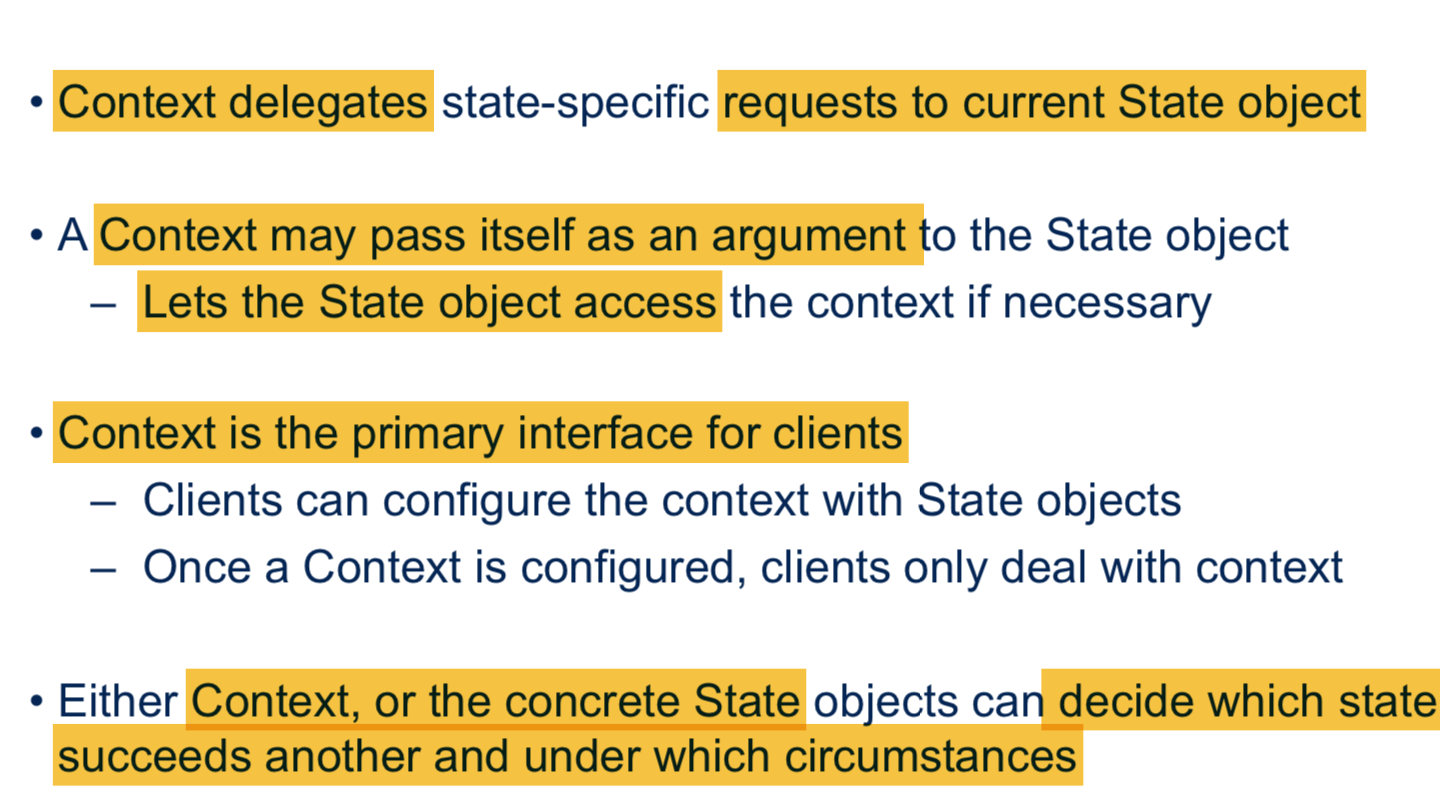 • Context delegates state-specific requests to current State object
• A Context may pass itself as an argument to the State object
– Lets the State object access the context if necessary
• Context is the primary interface for clients
– Clients can configure the context with State objects
– Once a Context is configured, clients only deal with context
• Either Context, or the concrete State objects can decide which state
succeeds another and under which circumstances